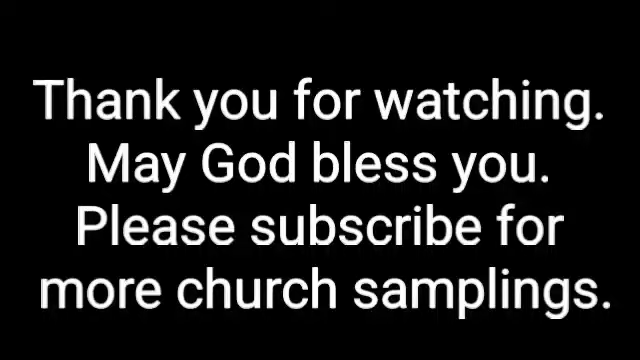 Thank you for watching.
May God bless you.
Please subscribe for
more church samplings.